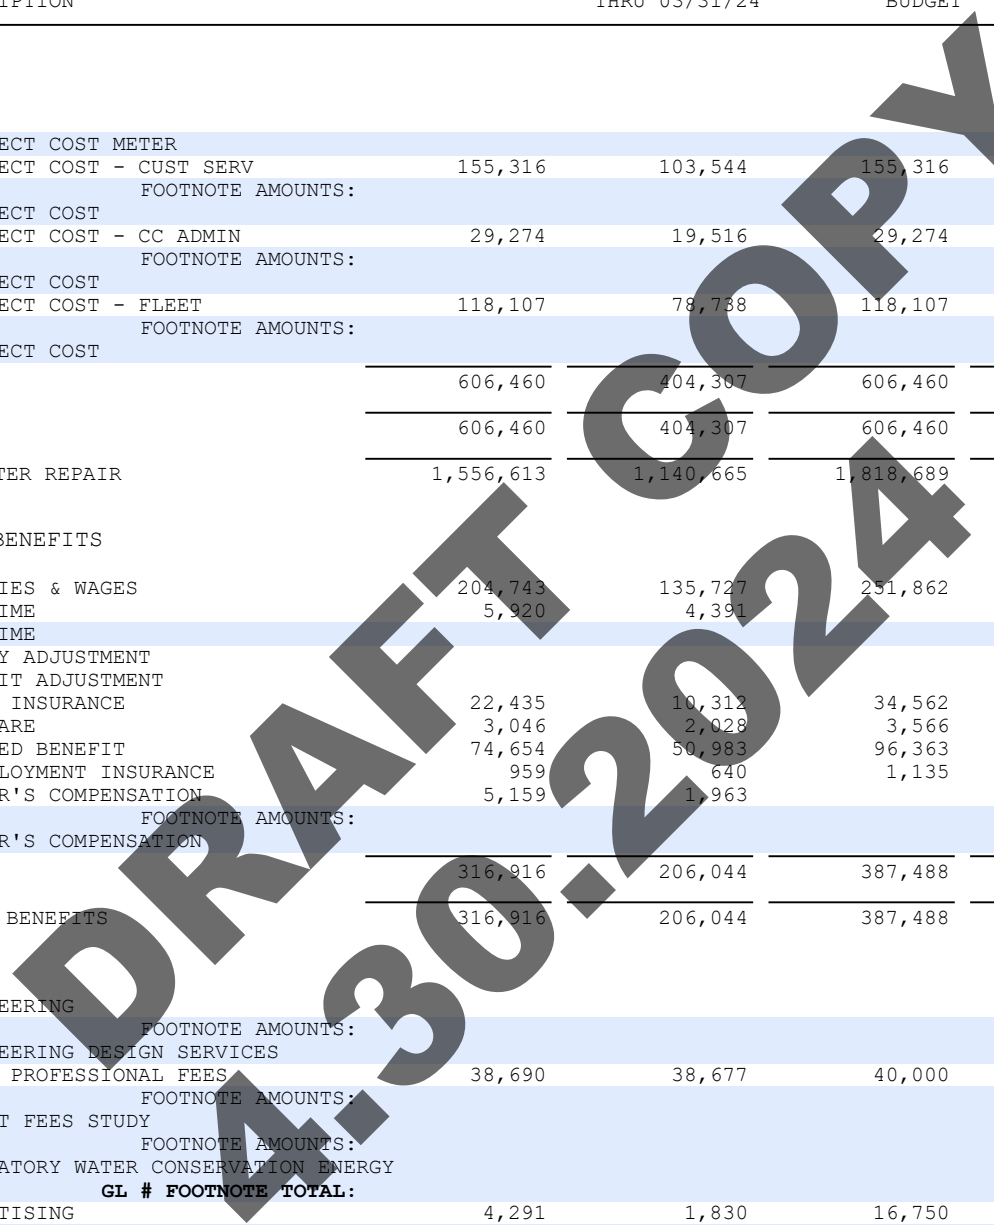 IPTION THRU 03/31/24 BUDGET
ECT COST METER
ECT COST - CUST SERV 155,316 103,544 155,316
FOOTNOTE AMOUNTS:
ECT COST
ECT COST - CC ADMIN 29,274 19,516 29,274
FOOTNOTE AMOUNTS:
ECT COST
ECT COST - FLEET 118,107 78,738 118,107
FOOTNOTE AMOUNTS:
ECT COST
606,460 404,307 606,460
606,460 404,307 606,460
TER REPAIR 1,556,613 1,140,665 1,818,689
BENEFITS
IES & WAGES 204,743 135,727 251,862
IME 5,920 4,391
IME
Y ADJUSTMENT
IT ADJUSTMENT
INSURANCE 22,435 10,312 34,562
ARE 3,046 2,028 3,566
ED BENEFIT 74,654 50,983 96,363
LOYMENT INSURANCE 959 640 1,135
R'S COMPENSATION 5,159 1,963
FOOTNOTE AMOUNTS:
R'S COMPENSATION
316,916 206,044 387,488
BENEFITS 316,916 206,044 387,488
EERING
FOOTNOTE AMOUNTS:
EERING DESIGN SERVICES
PROFESSIONAL FEES 38,690 38,677 40,000
FOOTNOTE AMOUNTS:
T FEES STUDY
FOOTNOTE AMOUNTS:
ATORY WATER CONSERVATION ENERGY
GL # FOOTNOTE TOTAL:
TISING 4,291 1,830 16,750
DRAFT COPY
4.30.2024